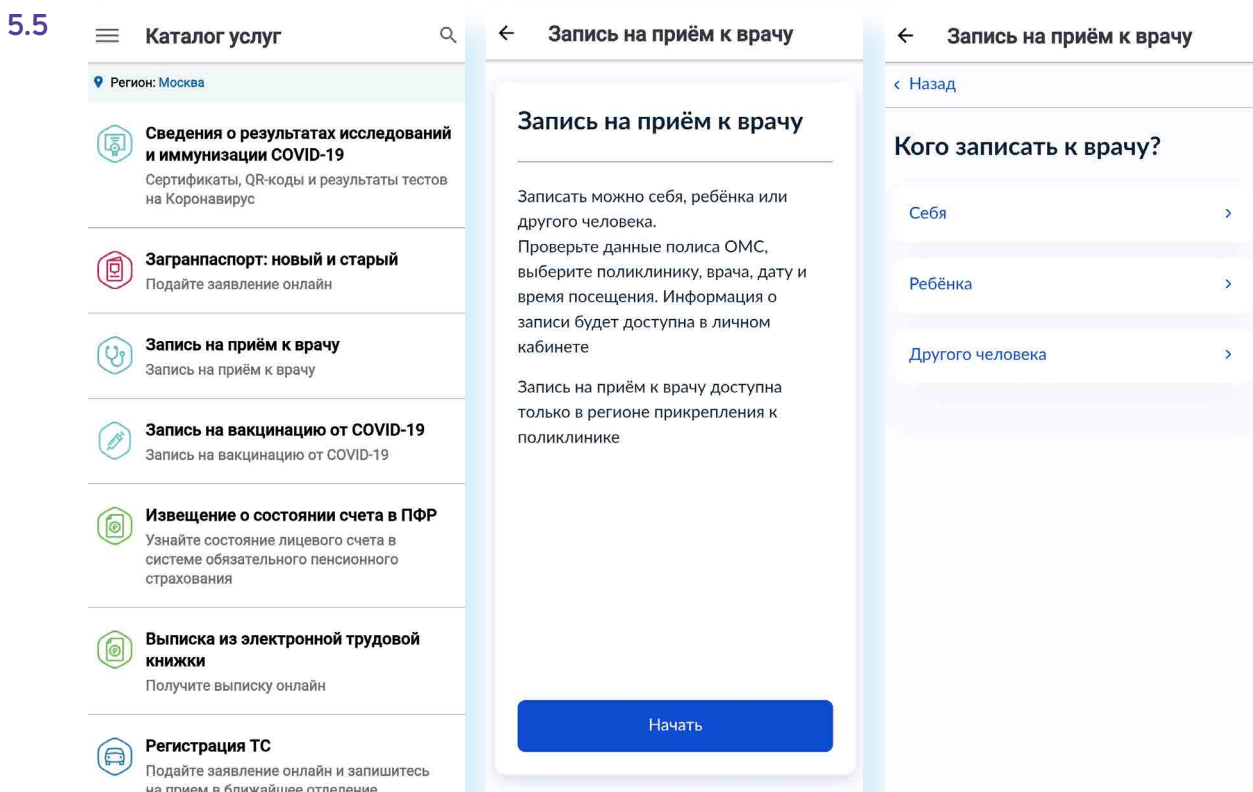 5.5
Каталог услуг
Регион: Москва
Сведения о результатах исследований
и иммунизации COVID-19
Сертификаты, QR-коды и результаты тестов
на Коронавирус
Загранпаспорт: новый и старый
Подайте заявление онлайн
Запись на приём к врачу
Запись на приём к врачу
Запись на вакцинацию от COVID-19
Запись на вакцинацию от COVID-19
Извещение о состоянии счета в ПФР
Узнайте состояние лицевого счета в
системе обязательного пенсионного
страхования
Выписка из электронной трудовой
книжки
Получите выписку онлайн
Регистрация ТС
Подайте заявление онлайн и запишитесь
на прием в ближайшее отделение
Запись на приём к врачу
Запись на приём к врачу
Записать можно себя, ребёнка или
другого человека.
Проверьте данные полиса ОМС,
выберите поликлинику, врача, дату и
время посещения. Информация о
записи будет доступна в личном
кабинете
Запись на приём к врачу доступна
только в регионе прикрепления к
поликлинике
Начать
Запись на приём к врачу
Назад
Кого записать к врачу?
Себя
Ребёнка
Другого человека